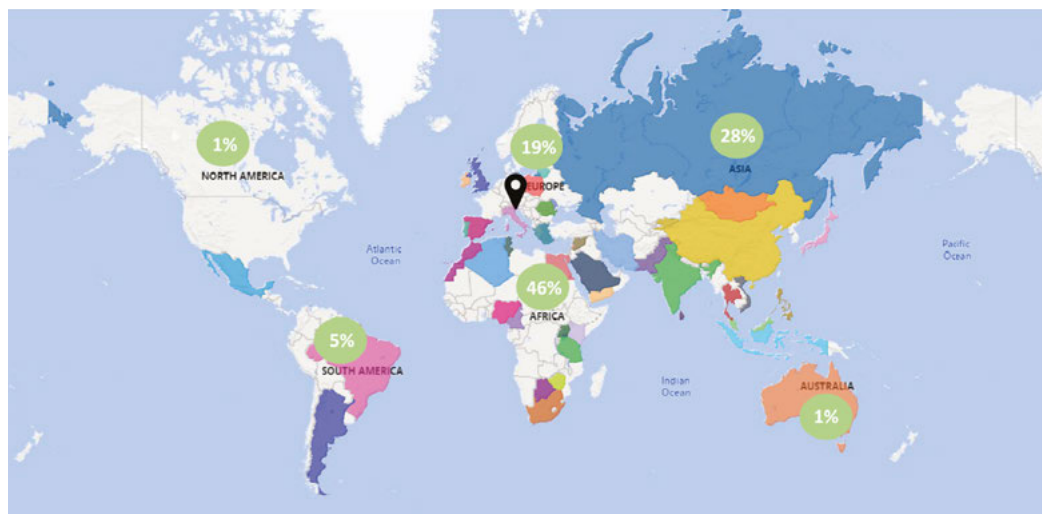 1%
NORTH AMERICA
19%
EUROPE
28%
ASIA
Atlantic
Ocean
Pacific
Ocean
46%
AFRICA
5%
SOUTH AMERICA
Indian
Ocean
AUSTRALIA
1%